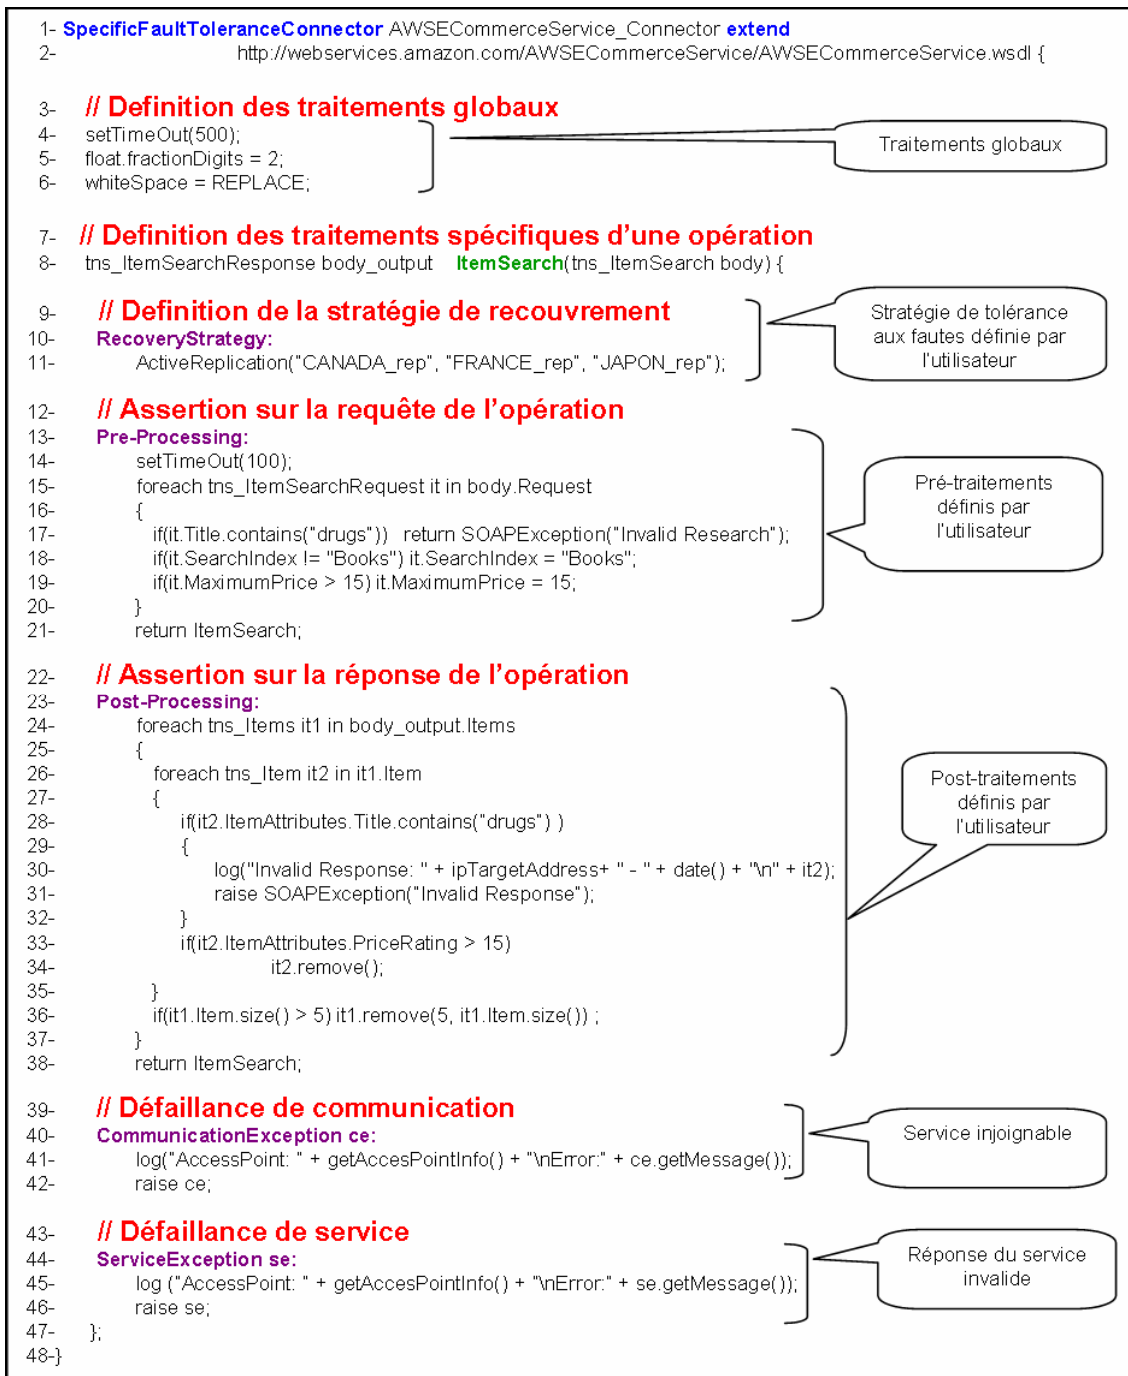 1- SpecificFaultToleranceConnector AWSECommerceService_Connector extend
2- http://webservices.amazon.com/AWSECommerceService/AWSECommerceService.wsdl {
3- // Definition des traitements globaux
4- setTimeOut(500);
5- float.fractionDigits = 2;
6- whiteSpace = REPLACE;
Traitements globaux
7- // Definition des traitements spécifiques d'une opération
8- tns_ItemSearchResponse body_output ItemSearch(tns_ItemSearch body) {
9- // Definition de la stratégie de recouvrement
10- RecoveryStrategy:
11- ActiveReplication("CANADA_rep", "FRANCE_rep", "JAPON_rep");
Stratégie de tolérance
aux fautes définie par
l'utilisateur
12- // Assertion sur la requête de l'opération
13- Pre-Processing:
14- setTimeOut(100);
15- foreach tns_ItemSearchRequest it in body.Request
16- {
17- if(it.Title.contains("drugs")) return SOAPException("Invalid Research");
18- if(it.SearchIndex != "Books") it.SearchIndex = "Books";
19- if(it.MaximumPrice > 15) it.MaximumPrice = 15;
20- }
21- return ItemSearch;
Pré-traitements
définis par
l'utilisateur
22- // Assertion sur la réponse de l'opération
23- Post-Processing:
24- foreach tns_Items it1 in body_output.Items
25- {
26- foreach tns_Item it2 in it1.Item
27- {
28- if(it2.ItemAttributes.Title.contains("drugs") )
29- {
30- log("Invalid Response: " + ipTargetAddress+ " - " + date() + "\n" + it2);
31- raise SOAPException("Invalid Response");
32- }
33- if(it2.ItemAttributes.PriceRating > 15)
34- it2.remove();
35- }
36- if(it1.Item.size() > 5) it1.remove(5, it1.Item.size()) ;
37- }
38- return ItemSearch;
Post-traitements
définis par
l'utilisateur
39- // Défaillance de communication
40- CommunicationException ce:
41- log("AccessPoint: " + getAccesPointInfo() + "\nError:" + ce.getMessage());
42- raise ce;
Service injoignable
43- // Défaillance de service
44- ServiceException se:
45- log ("AccessPoint: " + getAccesPointInfo() + "\nError:" + se.getMessage());
46- raise se;
47- };
48-}
Réponse du service
invalide